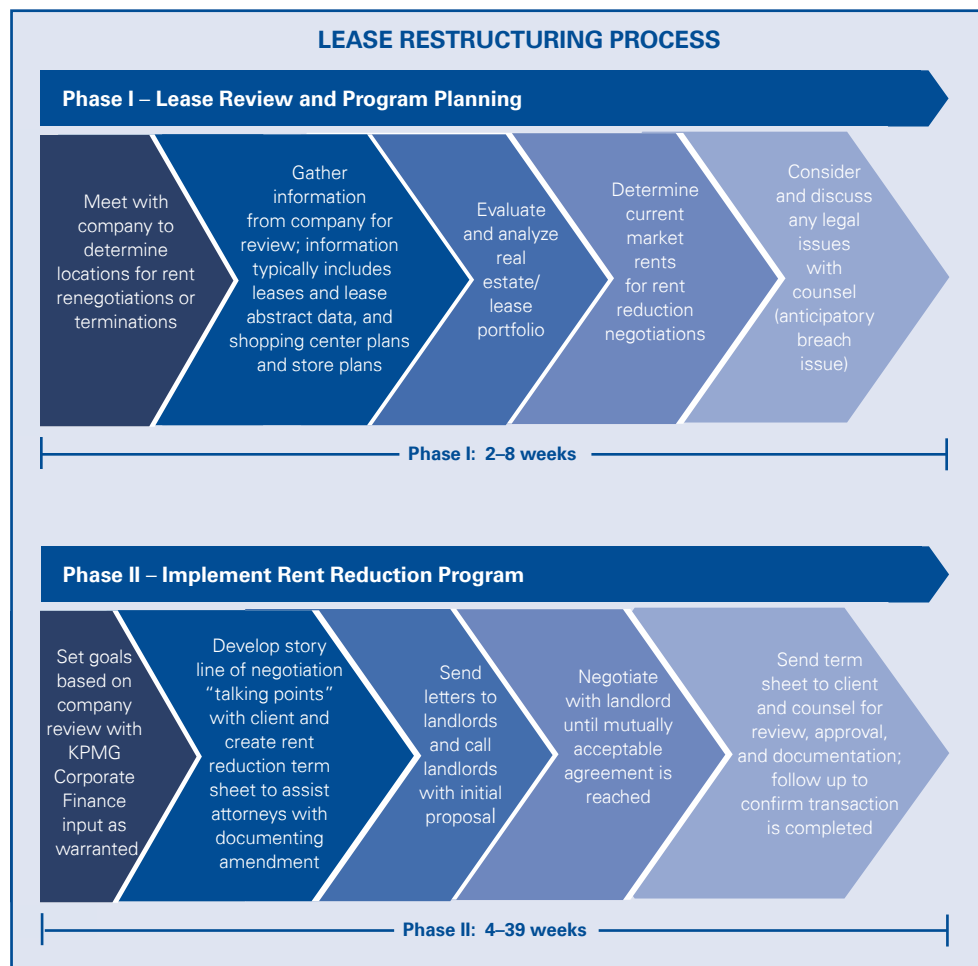 LEASE RESTRUCTURING PROCESS
Phase I – Lease Review and Program Planning
Meet with
company to
determine
locations for rent
renegotiations or
terminations
Gather
information
from company for
review; information
typically includes
leases and lease
abstract data, and
shopping center plans
and store plans
Evaluate
and analyze
real
estate/
lease
portfolio
Determine
current
market
rents
for rent
reduction
negotiations
Consider
and discuss
any legal
issues
with
counsel
(anticipatory
breach
issue)
Phase I: 2–8 weeks
Phase II – Implement Rent Reduction Program
Set goals
based on
company
review with
KPMG
Corporate
Finance
input as
warranted
Develop story
line of negotiation
“talking points”
with client and
create rent
reduction term
sheet to assist
attorneys with
documenting
amendment
Send
letters to
landlords
and call
landlords
with initial
proposal
Negotiate
with landlord
until mutually
acceptable
agreement is
reached
Send term
sheet to client
and counsel for
review, approval,
and documentation;
follow up to
confirm transaction
is completed
Phase II: 4–39 weeks